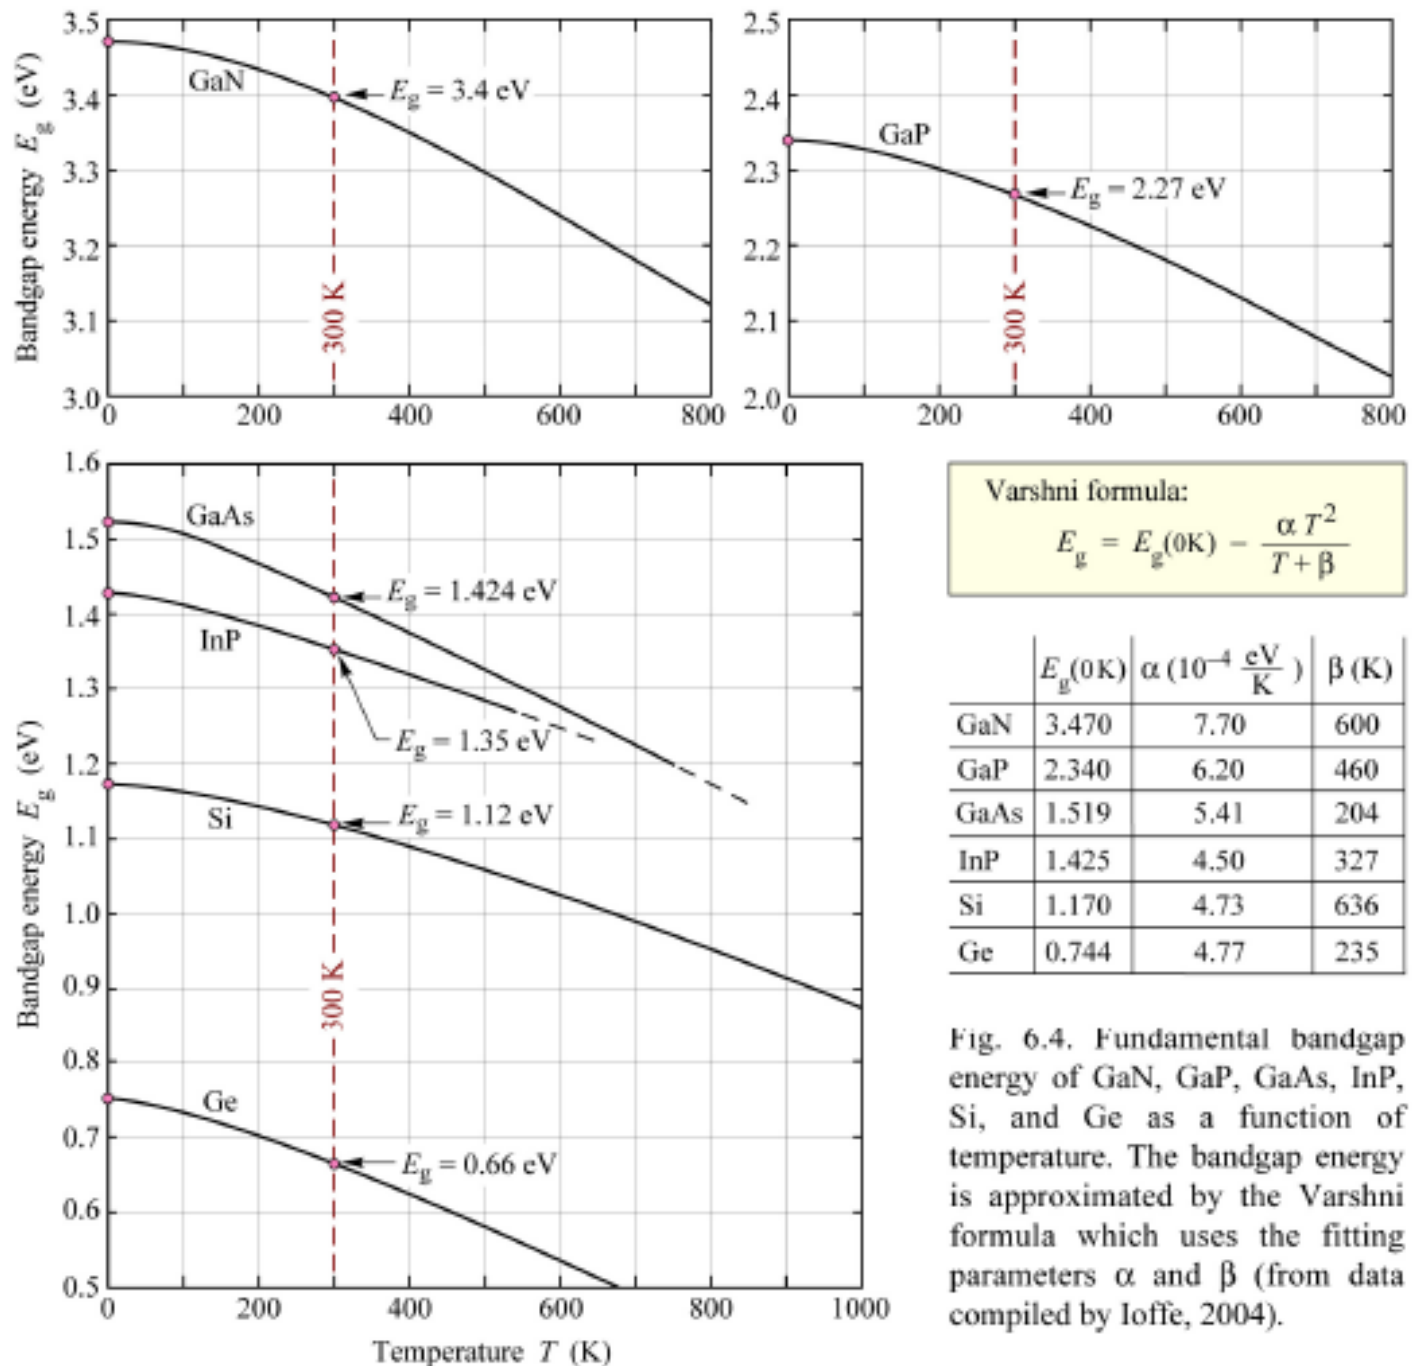 Bandgap energy Eg (eV)
3.5
3.4
3.3
3.2
3.1
3.0
GaN
Eg = 3.4 eV
300 K
0 200 400 600 800
2.5
2.4
2.3
2.2
2.1
2.0
GaP
Eg = 2.27 eV
300 K
0 200 400 600 800
Bandgap energy Eg (eV)
1.6
1.5
1.4
1.3
1.2
1.1
1.0
0.9
0.8
0.7
0.6
0.5
GaAs
Eg = 1.424 eV
InP
Eg = 1.35 eV
Si
Eg = 1.12 eV
300 K
Ge
Eg = 0.66 eV
0 200 400 600 800 1000
Temperature T (K)
Varshni formula:
Eg = Eg(0K) − α T² / (T + β)
Eg(0K) α (10⁻⁴ eV/K) β (K)
GaN 3.470 7.70 600
GaP 2.340 6.20 460
GaAs 1.519 5.41 204
InP 1.425 4.50 327
Si 1.170 4.73 636
Ge 0.744 4.77 235
Fig. 6.4. Fundamental bandgap
energy of GaN, GaP, GaAs, InP,
Si, and Ge as a function of
temperature. The bandgap energy
is approximated by the Varshni
formula which uses the fitting
parameters α and β (from data
compiled by Ioffe, 2004).